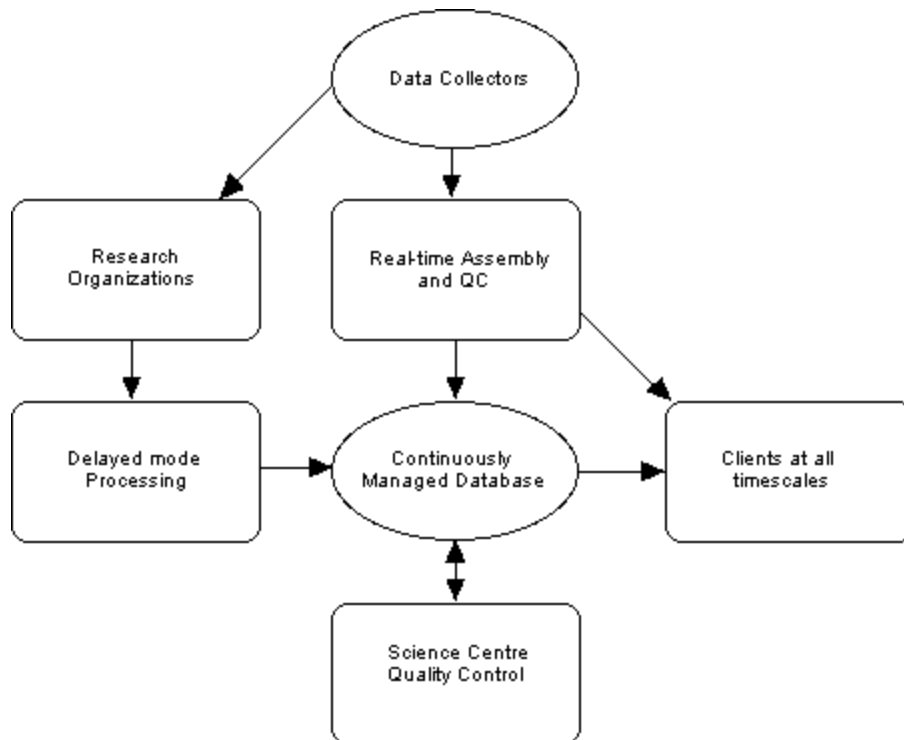 Data Collectors
Research
Organizations
Real-time Assembly
and QC
Delayed mode
Processing
Continuously
Managed Database
Clients at all
timescales
Science Centre
Quality Control